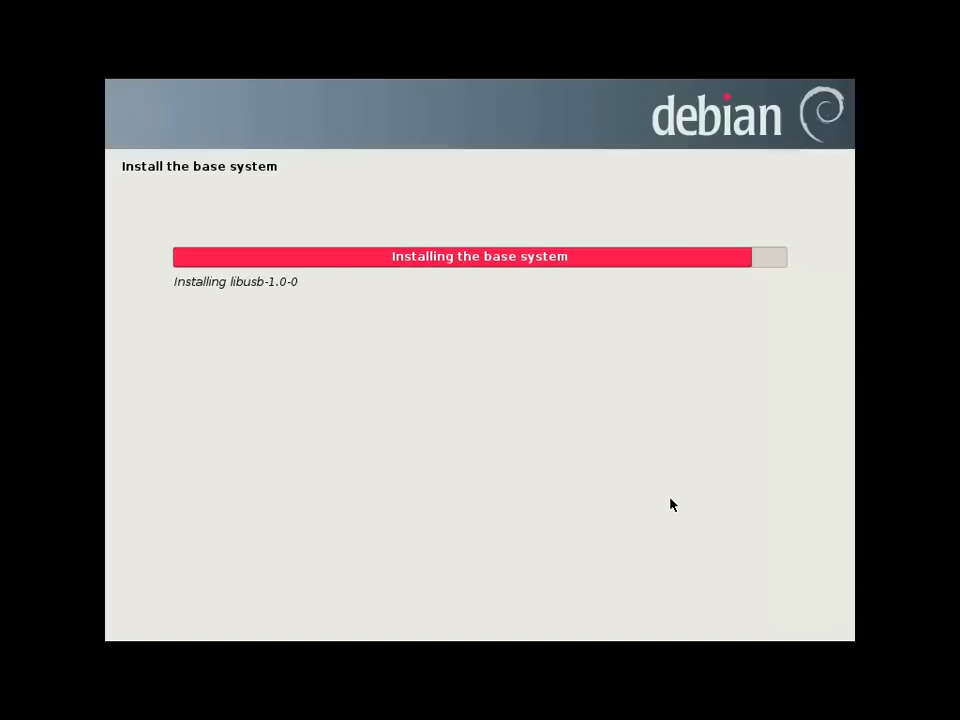 debian
Install the base system
Installing the base system
Installing libusb-1.0-0